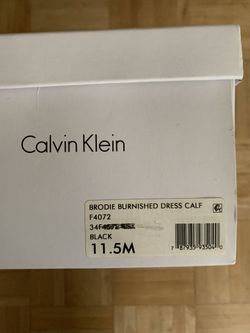 Calvin Klein
BRODIE BURNISHED DRESS CALF
F4072
BLACK
11.5M